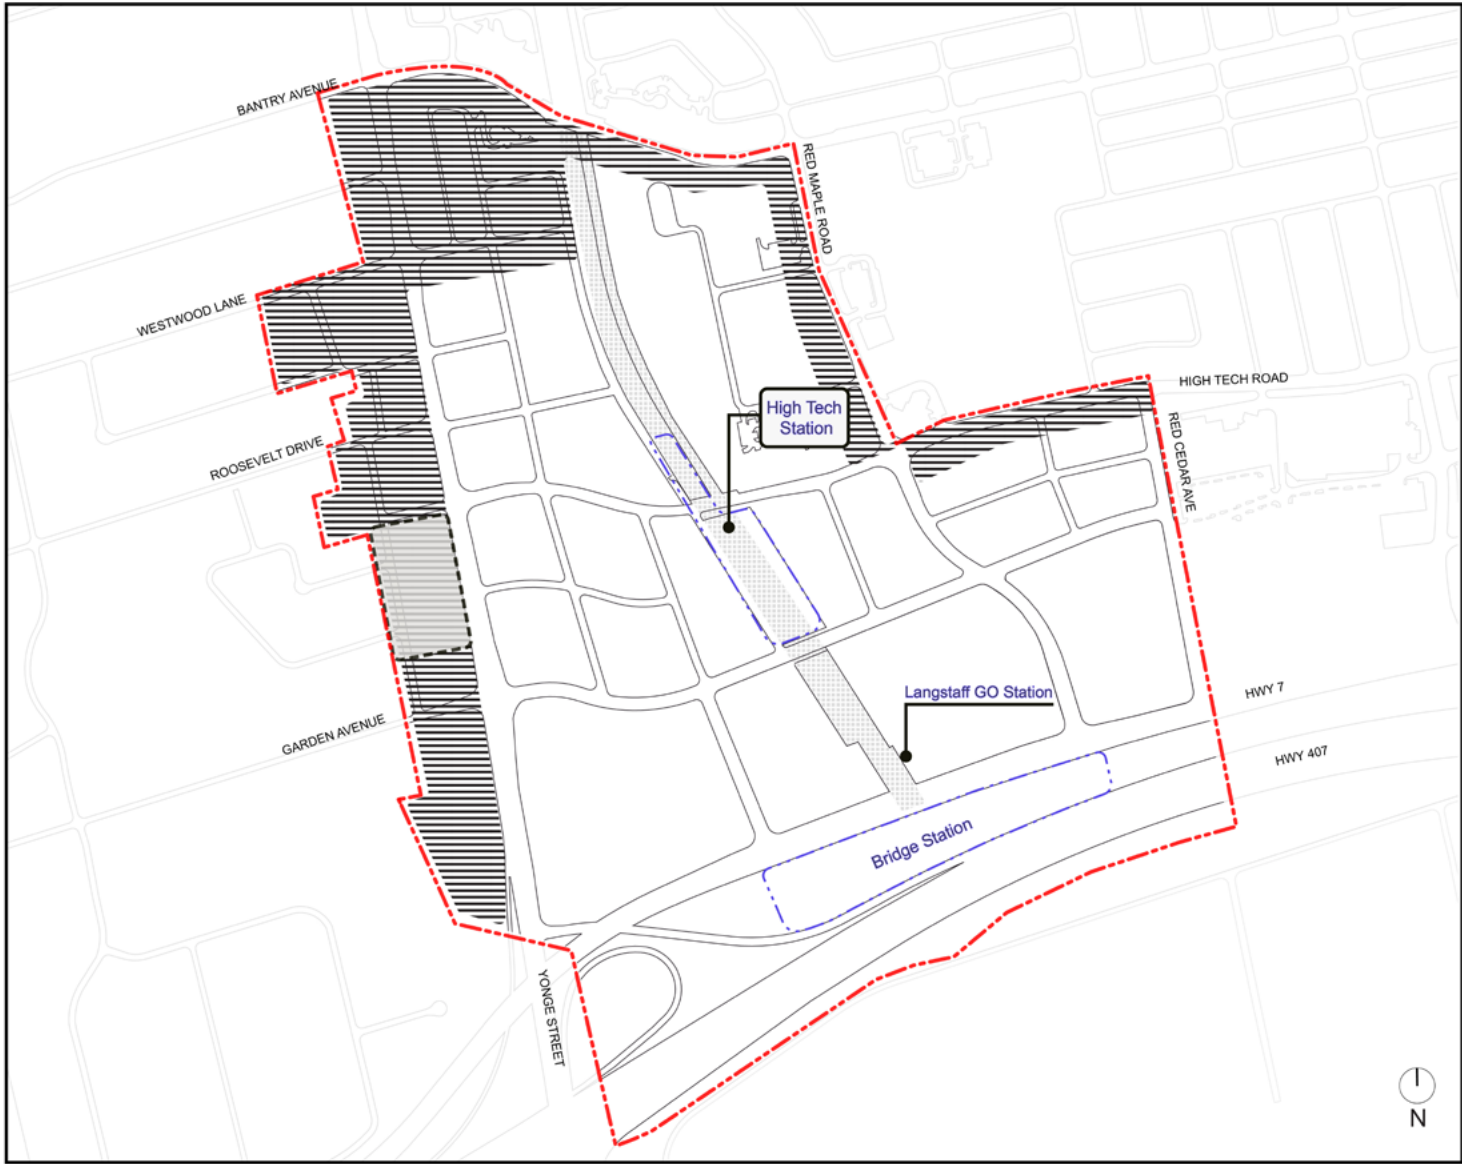 BANTRY AVENUE
RED MAPLE ROAD
WESTWOOD LANE
HIGH TECH ROAD
High Tech
Station
RED CEDAR AVE
ROOSEVELT DRIVE
Langstaff GO Station
HWY 7
GARDEN AVENUE
HWY 407
Bridge Station
YONGE STREET
N